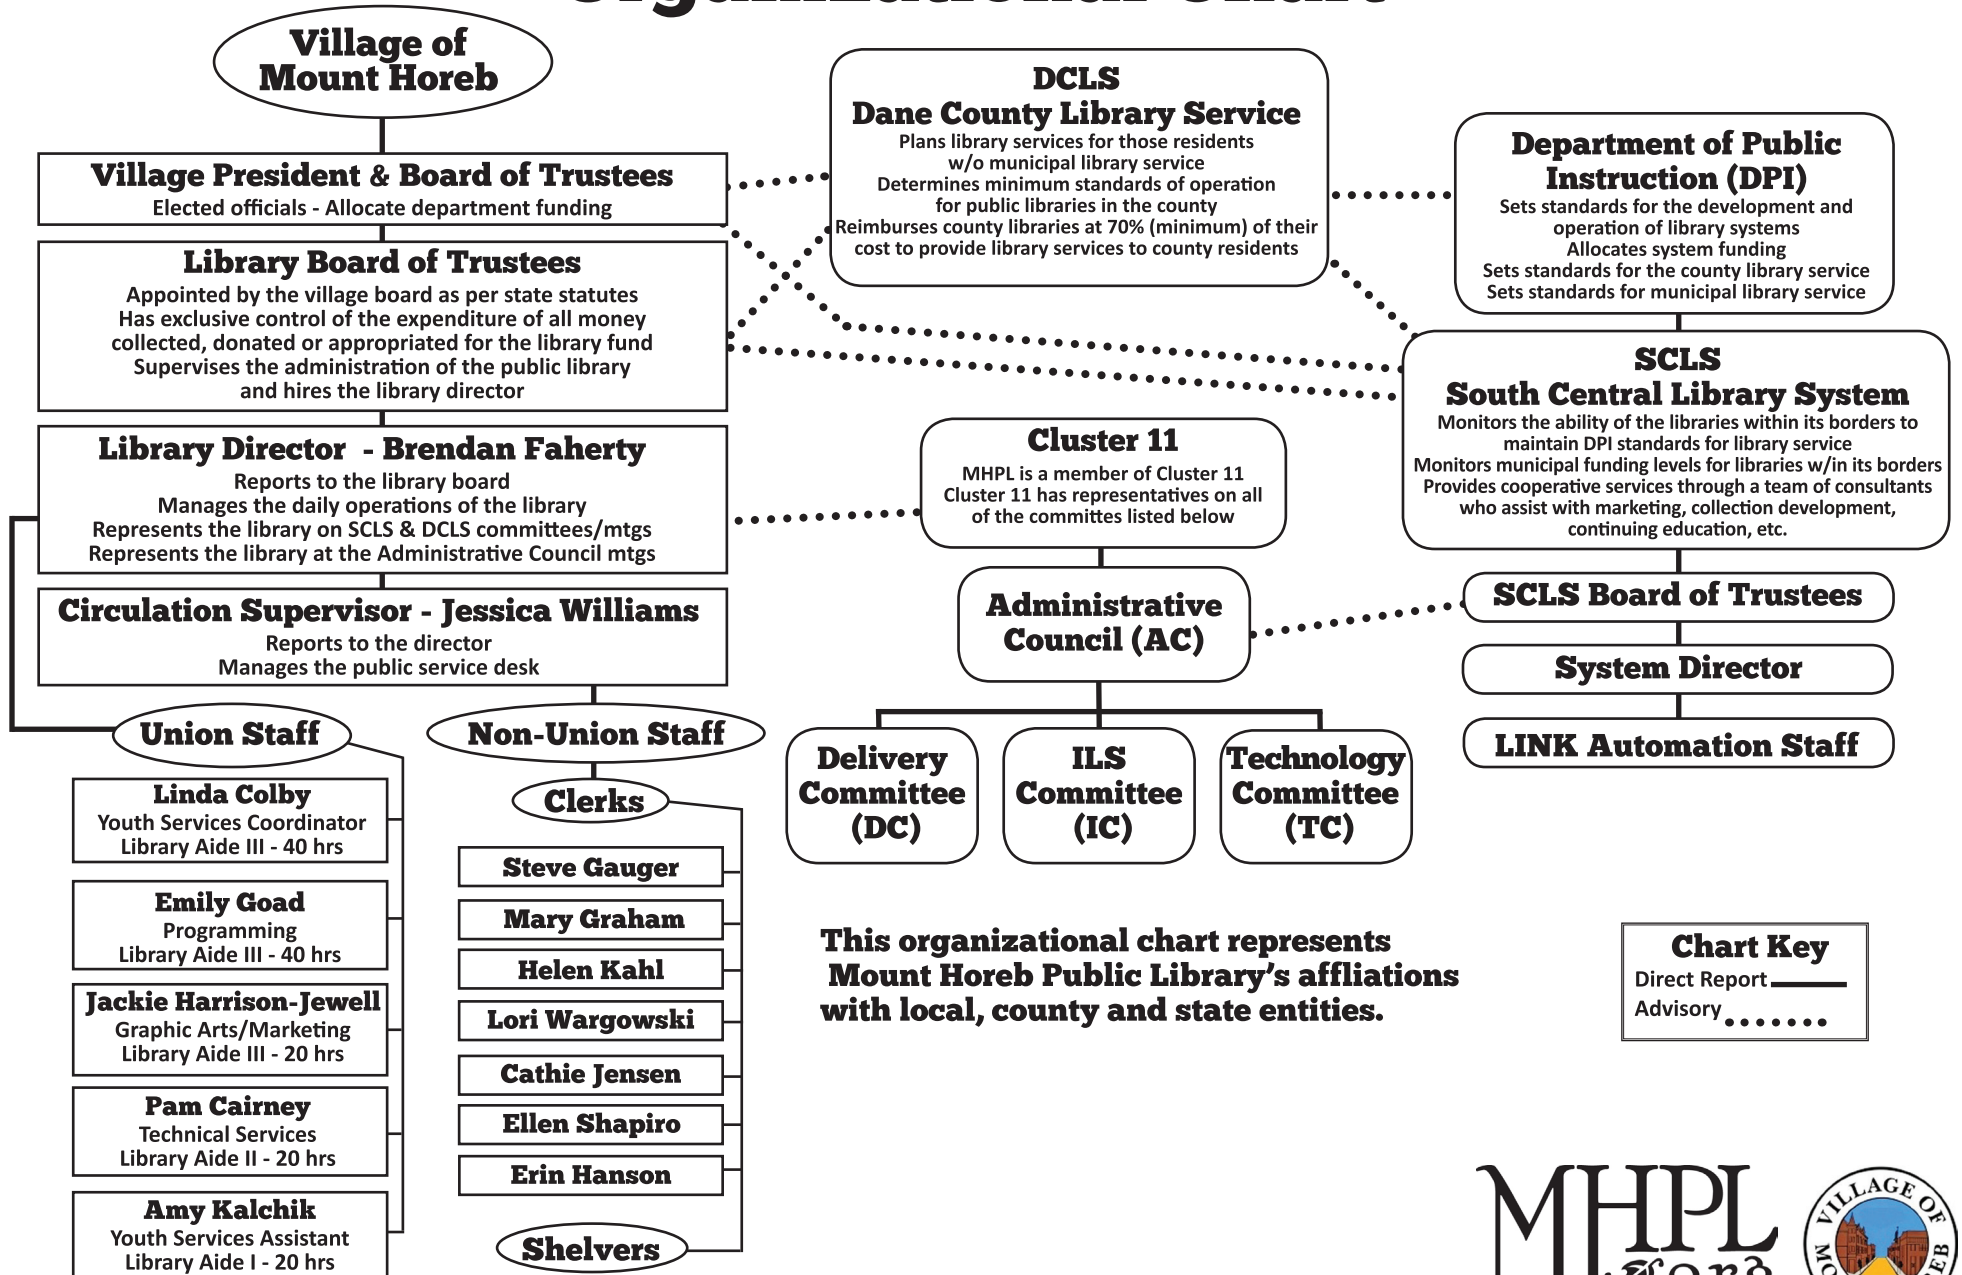 Organizational Chart
Village of
Mount Horeb
Village President & Board of Trustees
Elected officials - Allocate department funding
Library Board of Trustees
Appointed by the village board as per state statutes
Has exclusive control of the expenditure of all money
collected, donated or appropriated for the library fund
Supervises the administration of the public library
and hires the library director
Library Director - Brendan Faherty
Reports to the library board
Manages the daily operations of the library
Represents the library on SCLS & DCLS committees/mtgs
Represents the library at the Administrative Council mtgs
Circulation Supervisor - Jessica Williams
Reports to the director
Manages the public service desk
Union Staff
Linda Colby
Youth Services Coordinator
Library Aide III - 40 hrs
Emily Goad
Programming
Library Aide III - 40 hrs
Jackie Harrison-Jewell
Graphic Arts/Marketing
Library Aide III - 20 hrs
Pam Cairney
Technical Services
Library Aide II - 20 hrs
Amy Kalchik
Youth Services Assistant
Library Aide I - 20 hrs
Non-Union Staff
Clerks
Steve Gauger
Mary Graham
Helen Kahl
Lori Wargowski
Cathie Jensen
Ellen Shapiro
Erin Hanson
Shelvers
DCLS
Dane County Library Service
Plans library services for those residents
w/o municipal library service
Determines minimum standards of operation
for public libraries in the county
Reimburses county libraries at 70% (minimum) of their
cost to provide library services to county residents
Cluster 11
MHPL is a member of Cluster 11
Cluster 11 has representatives on all
of the committes listed below
Administrative
Council (AC)
Delivery
Committee
(DC)
ILS
Committee
(IC)
Technology
Committee
(TC)
Department of Public
Instruction (DPI)
Sets standards for the development and
operation of library systems
Allocates system funding
Sets standards for the county library service
Sets standards for municipal library service
SCLS
South Central Library System
Monitors the ability of the libraries within its borders to
maintain DPI standards for library service
Monitors municipal funding levels for libraries w/in its borders
Provides cooperative services through a team of consultants
who assist with marketing, collection development,
continuing education, etc.
SCLS Board of Trustees
System Director
LINK Automation Staff
This organizational chart represents
Mount Horeb Public Library's affliations
with local, county and state entities.
Chart Key
Direct Report
Advisory
MHPL
VILLAGE OF